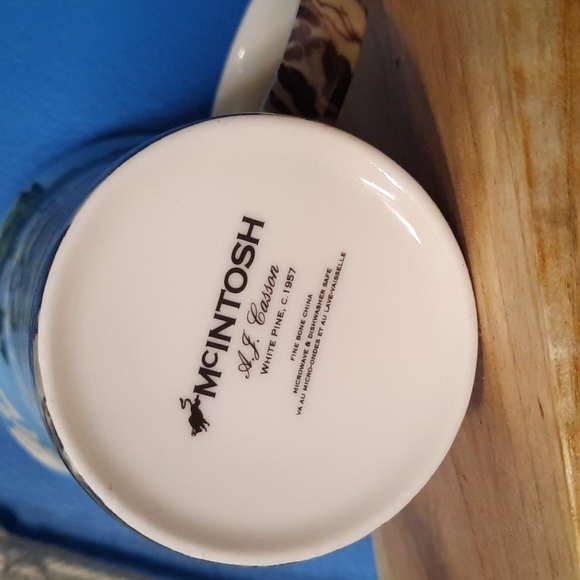 McINTOSH
A.J. Casson
WHITE PINE, C.1957
FINE BONE CHINA
MICROWAVE & DISHWASHER SAFE
VA AU MICRO-ONDES ET AU LAVE-VAISSELLE